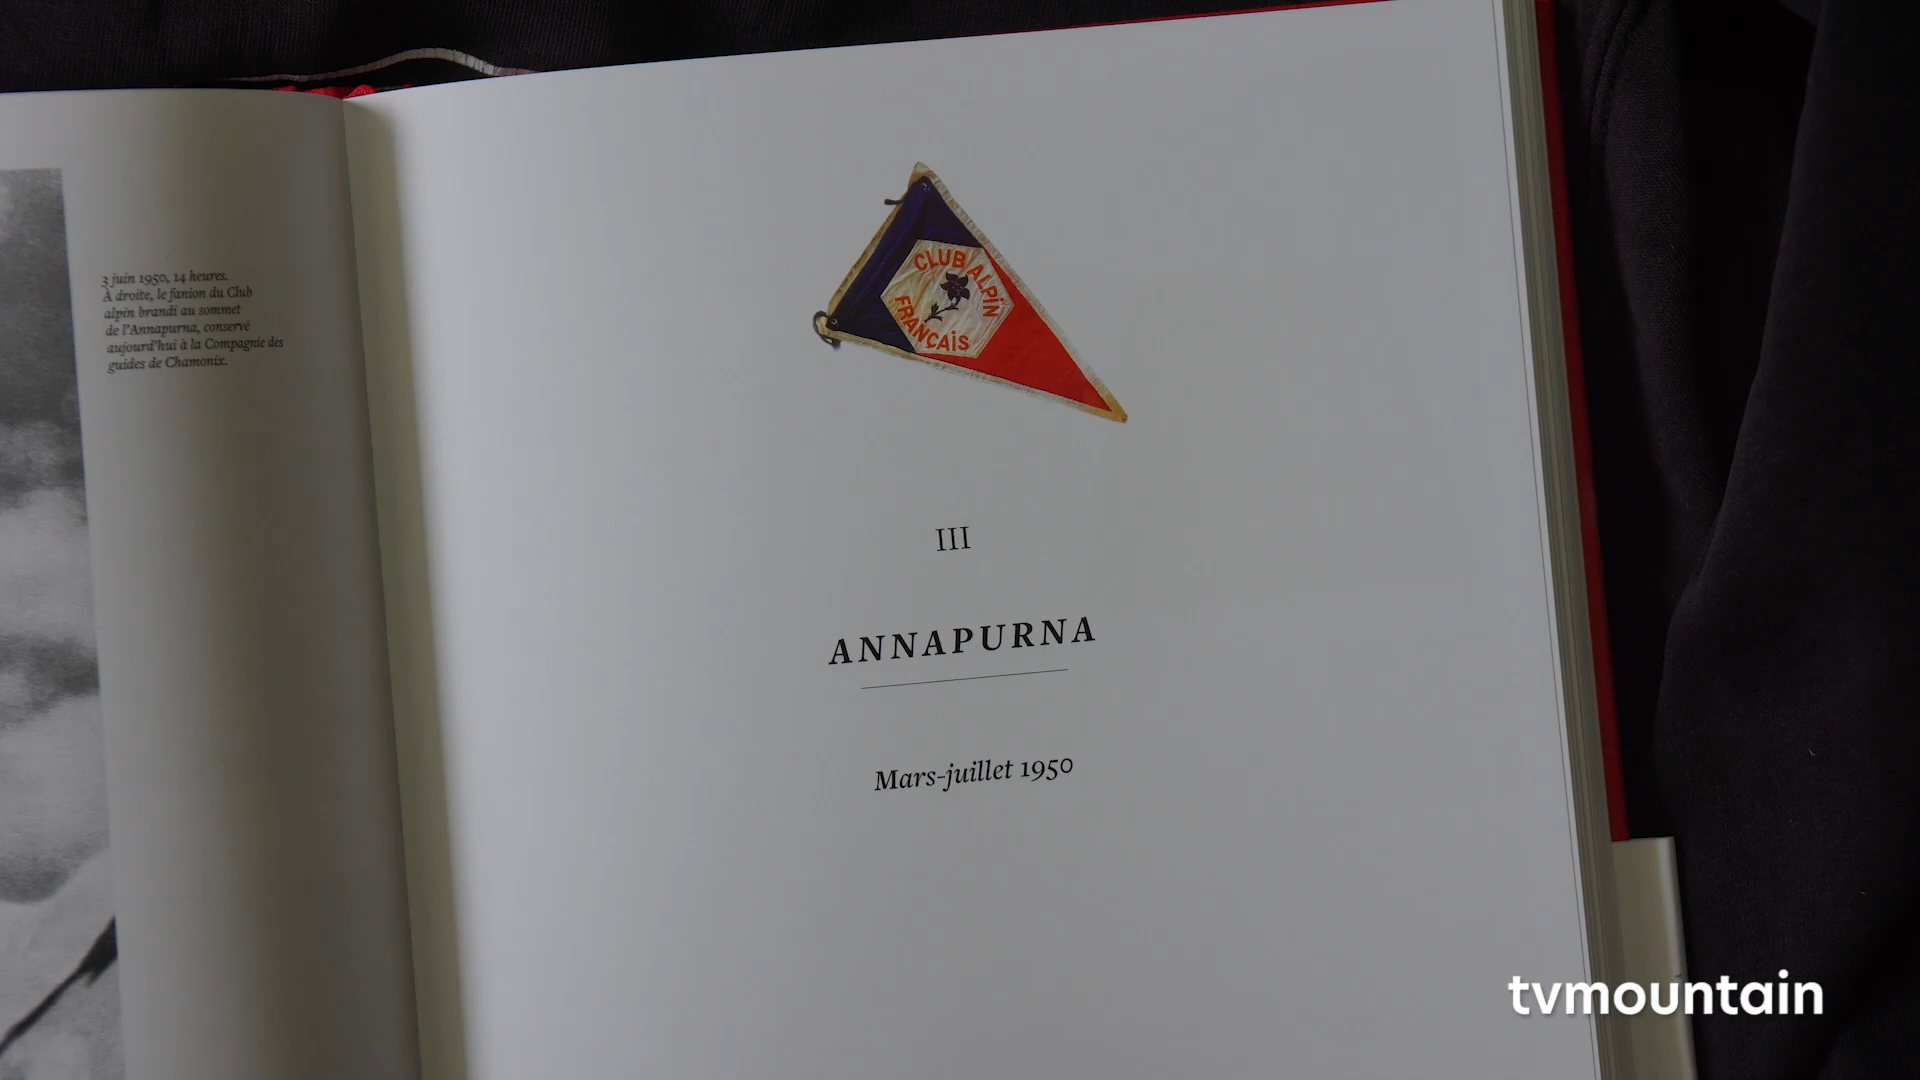 3 juin 1950, 14 heures.
À droite, le fanion du Club
alpin brandi au sommet
de l'Annapurna, conservé
aujourd'hui à la Compagnie des
guides de Chamonix.
CLUB ALPIN
FRANÇAIS
III
ANNAPURNA
Mars-juillet 1950
tvmountain